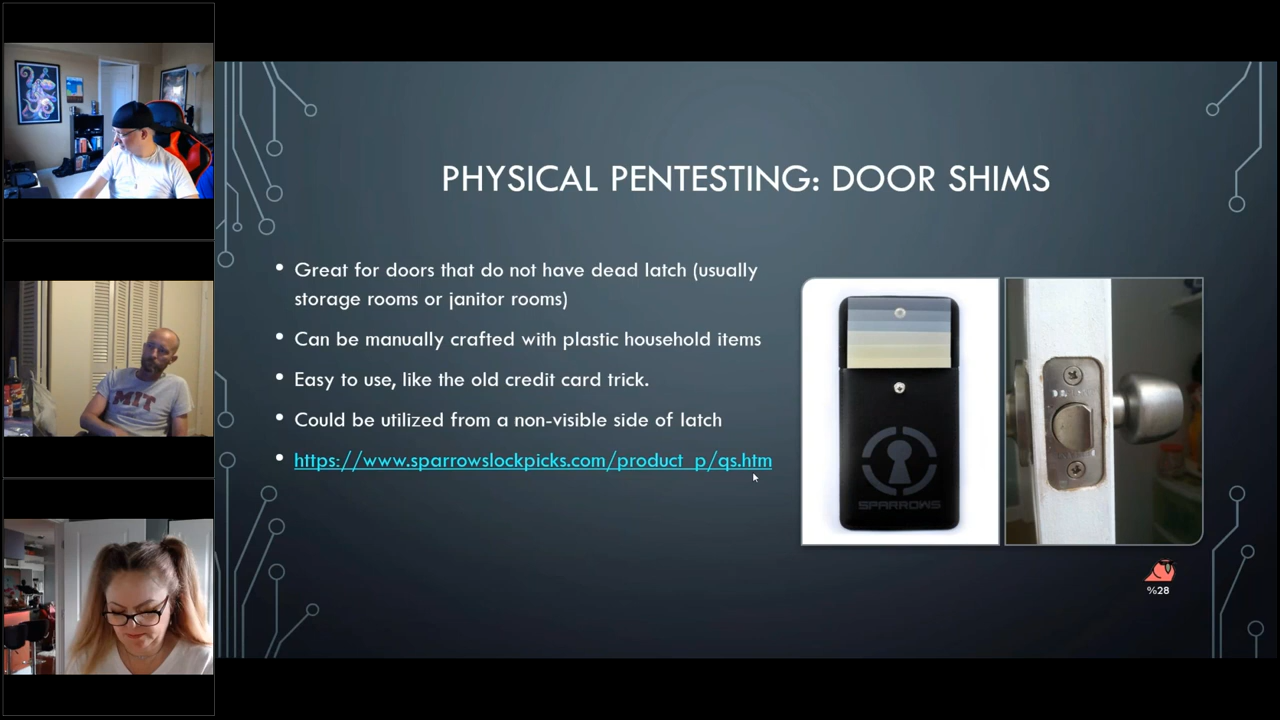 PHYSICAL PENTESTING: DOOR SHIMS
• Great for doors that do not have dead latch (usually
storage rooms or janitor rooms)
• Can be manually crafted with plastic household items
• Easy to use, like the old credit card trick.
• Could be utilized from a non-visible side of latch
• https://www.sparrowslockpicks.com/product_p/qs.htm
SPARROWS
%28
MIT